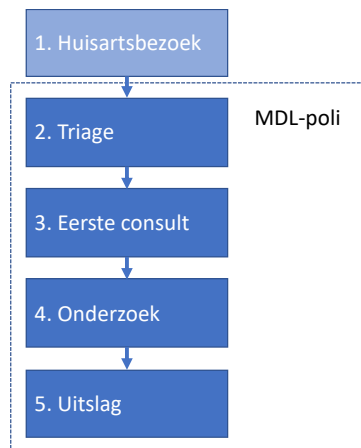 1. Huisartsbezoek
MDL-poli
2. Triage
3. Eerste consult
4. Onderzoek
5. Uitslag